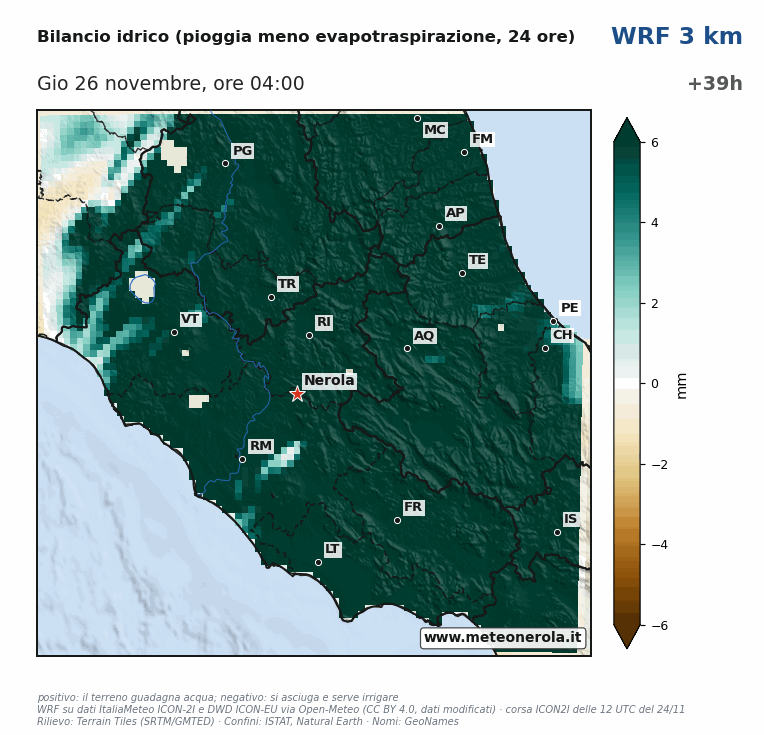 Bilancio idrico (pioggia meno evapotraspirazione, 24 ore)
WRF 3 km
Gio 26 novembre, ore 04:00
+39h
MC
FM
PG
AP
TE
TR
PE
VT
RI
AQ
CH
Nerola
RM
FR
IS
LT
www.meteonerola.it
6
4
2
0
−2
−4
−6
mm
positivo: il terreno guadagna acqua; negativo: si asciuga e serve irrigare
WRF su dati ItaliaMeteo ICON-2I e DWD ICON-EU via Open-Meteo (CC BY 4.0, dati modificati) · corsa ICON2I delle 12 UTC del 24/11
Rilievo: Terrain Tiles (SRTM/GMTED) · Confini: ISTAT, Natural Earth · Nomi: GeoNames